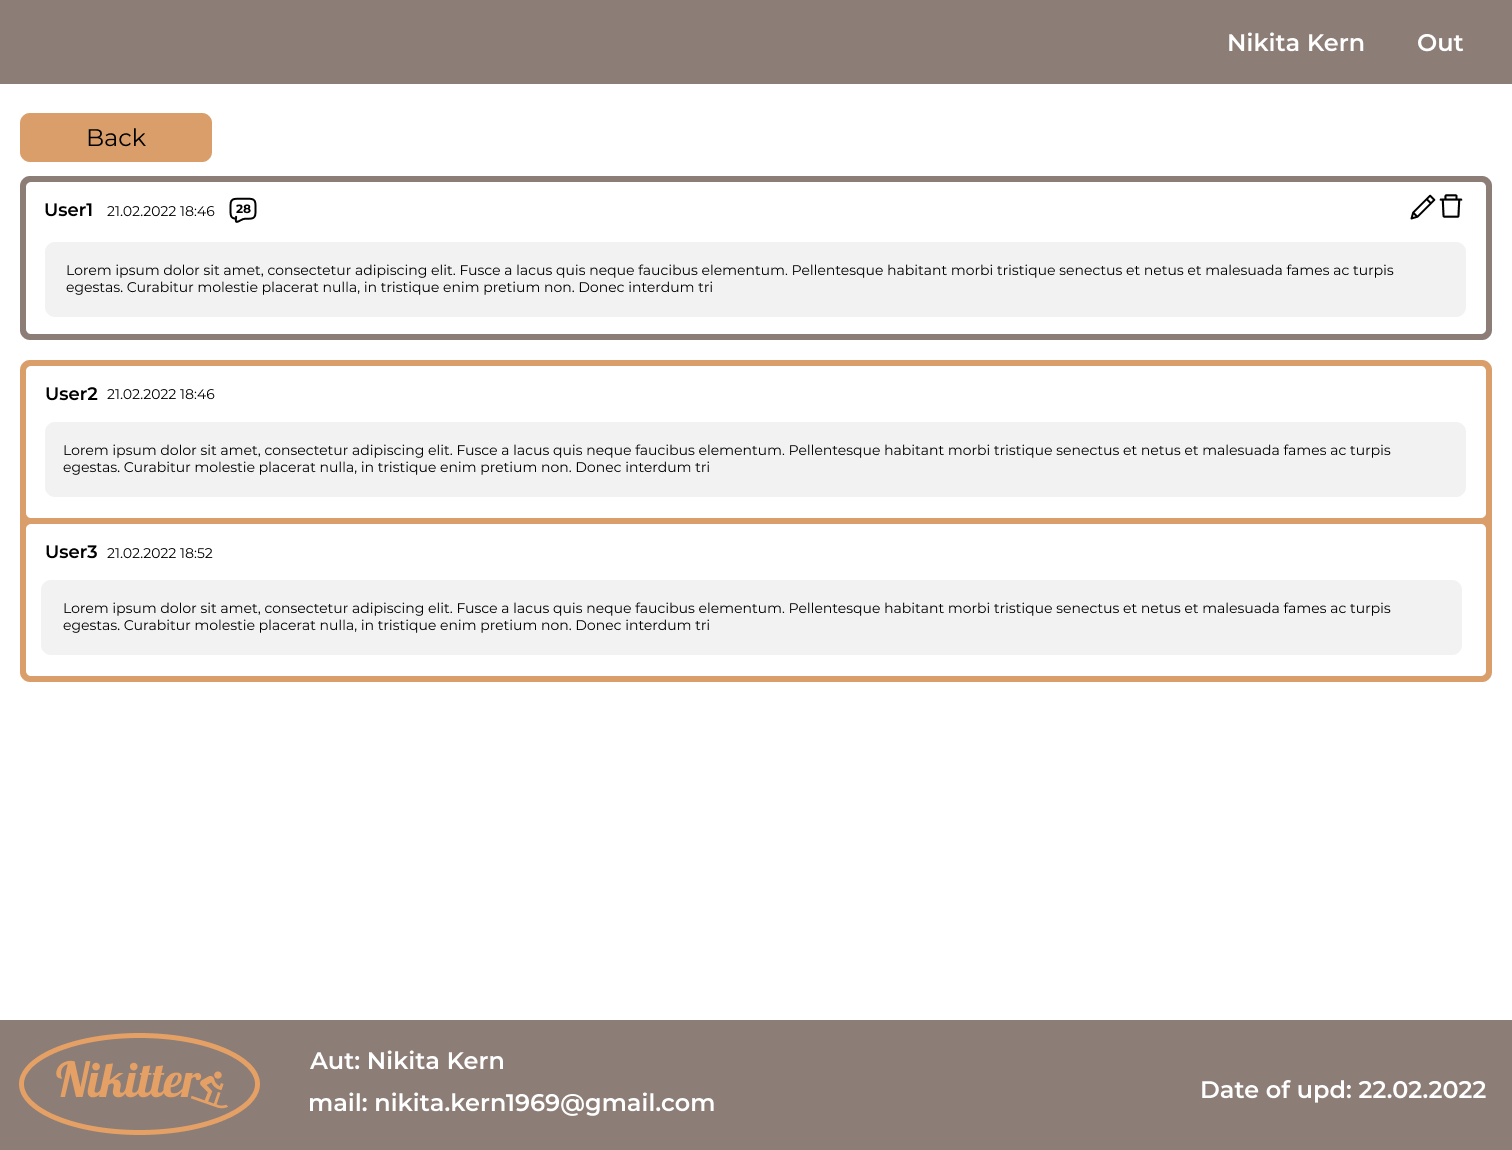 Nikita Kern Out
Back
User1 21.02.2022 18:46 28
Lorem ipsum dolor sit amet, consectetur adipiscing elit. Fusce a lacus quis neque faucibus elementum. Pellentesque habitant morbi tristique senectus et netus et malesuada fames ac turpis
egestas. Curabitur molestie placerat nulla, in tristique enim pretium non. Donec interdum tri
User2 21.02.2022 18:46
Lorem ipsum dolor sit amet, consectetur adipiscing elit. Fusce a lacus quis neque faucibus elementum. Pellentesque habitant morbi tristique senectus et netus et malesuada fames ac turpis
egestas. Curabitur molestie placerat nulla, in tristique enim pretium non. Donec interdum tri
User3 21.02.2022 18:52
Lorem ipsum dolor sit amet, consectetur adipiscing elit. Fusce a lacus quis neque faucibus elementum. Pellentesque habitant morbi tristique senectus et netus et malesuada fames ac turpis
egestas. Curabitur molestie placerat nulla, in tristique enim pretium non. Donec interdum tri
Nikitter
Aut: Nikita Kern
mail: nikita.kern1969@gmail.com
Date of upd: 22.02.2022